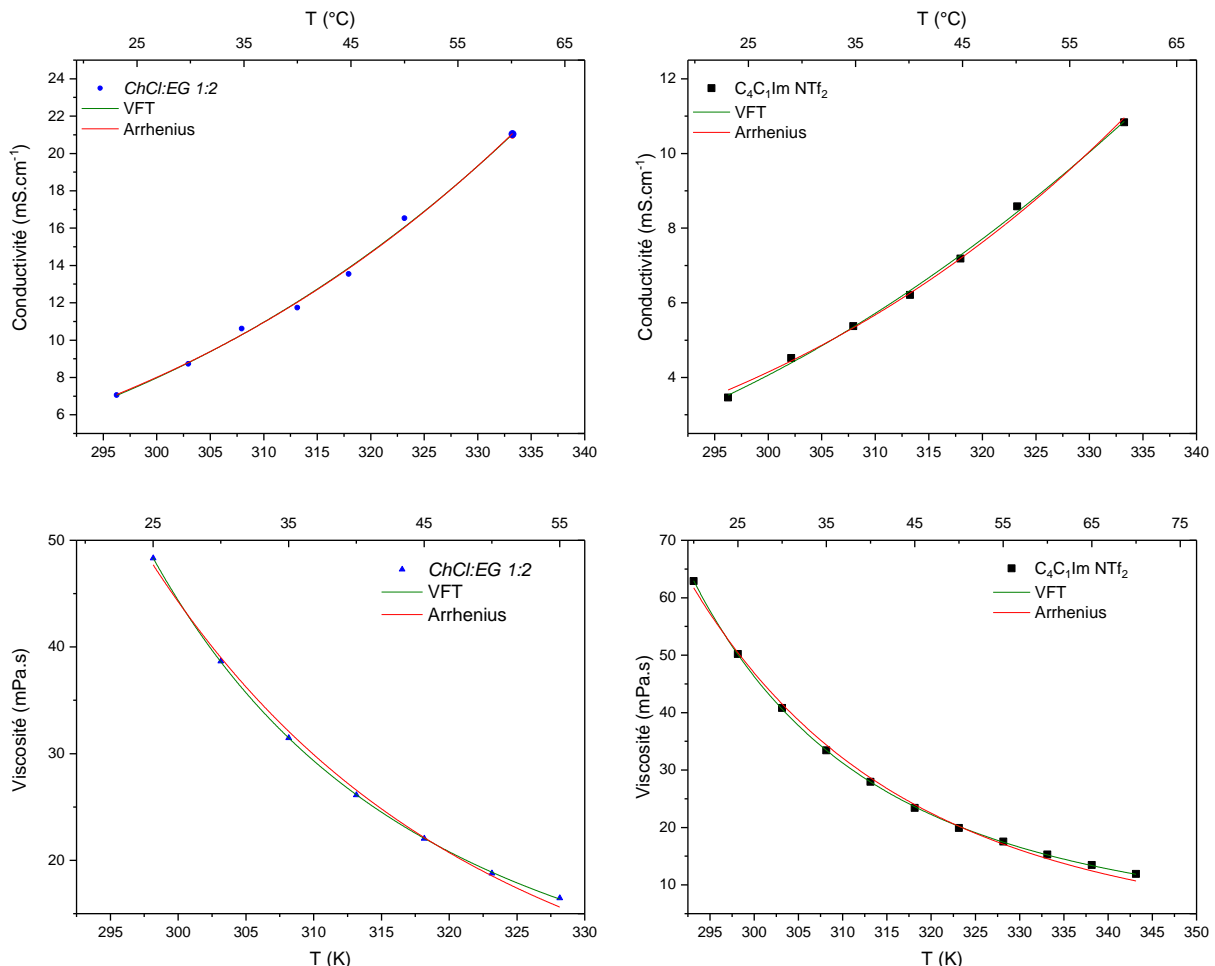 T (°C)
25 35 45 55 65
24
22
20
18
16
14
12
10
8
6
Conductivité (mS.cm⁻¹)
ChCl:EG 1:2
VFT
Arrhenius
295 300 305 310 315 320 325 330 335 340
T (°C)
25 35 45 55 65
12
10
8
6
4
Conductivité (mS.cm⁻¹)
C₄C₁Im NTf₂
VFT
Arrhenius
295 300 305 310 315 320 325 330 335 340
25 35 45 55
50
40
30
20
Viscosité (mPa.s)
ChCl:EG 1:2
VFT
Arrhenius
295 300 305 310 315 320 325 330
T (K)
25 35 45 55 65 75
70
60
50
40
30
20
10
Viscosité (mPa.s)
C₄C₁Im NTf₂
VFT
Arrhenius
295 300 305 310 315 320 325 330 335 340 345 350
T (K)